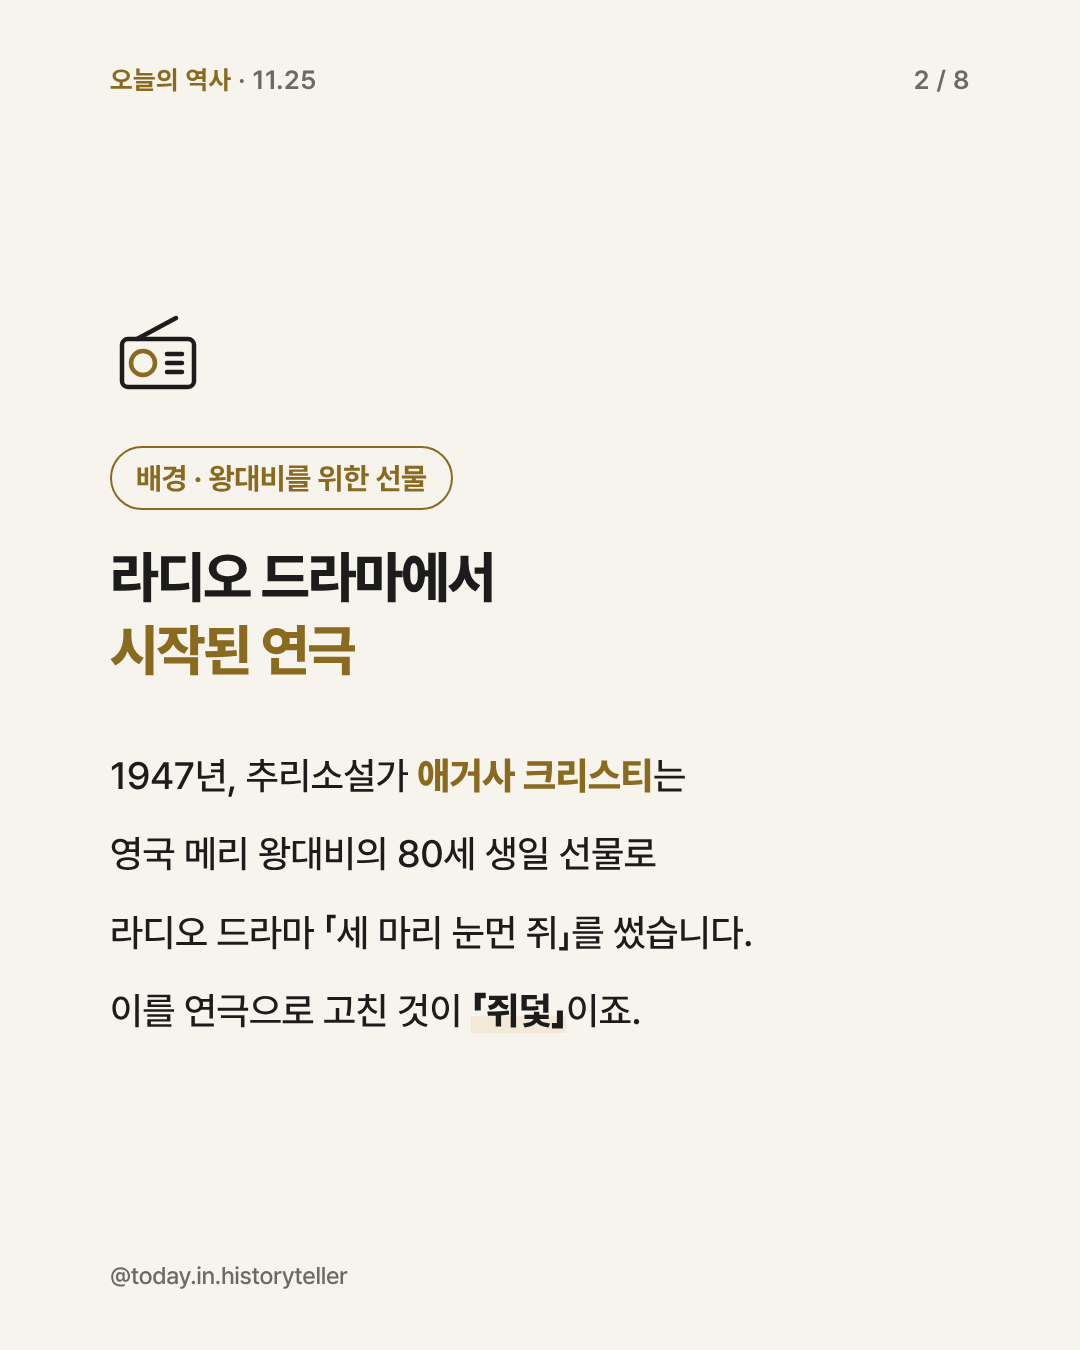 오늘의 역사 · 11.25
2 / 8
배경 · 왕대비를 위한 선물
라디오 드라마에서
시작된 연극
1947년, 추리소설가 애거사 크리스티는
영국 메리 왕대비의 80세 생일 선물로
라디오 드라마 「세 마리 눈먼 쥐」를 썼습니다.
이를 연극으로 고친 것이 「쥐덫」이죠.
@today.in.historyteller